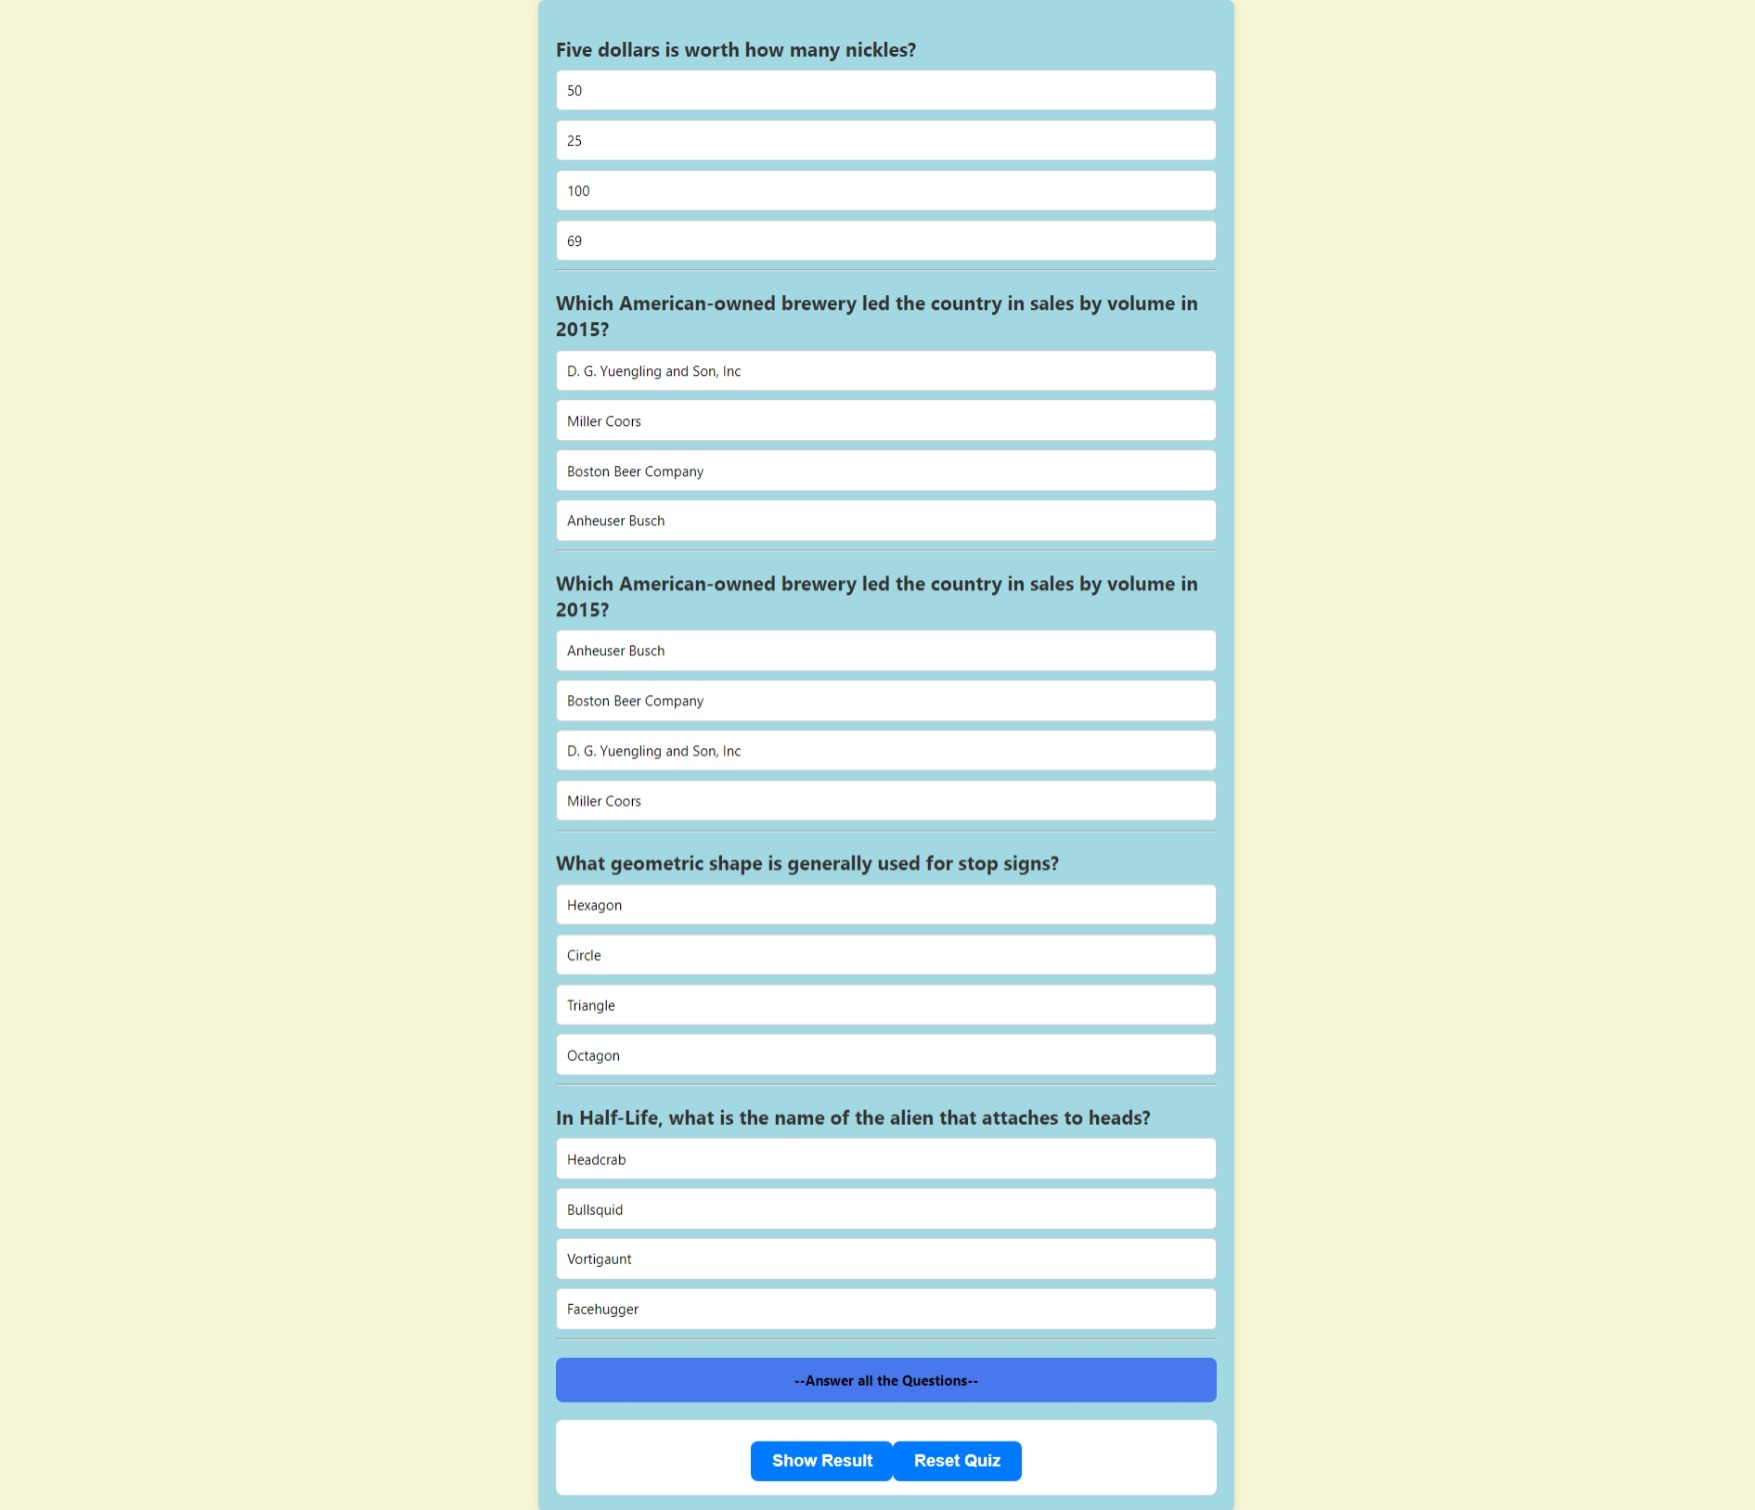 Five dollars is worth how many nickles?
50
25
100
69
Which American-owned brewery led the country in sales by volume in
2015?
D. G. Yuengling and Son, Inc
Miller Coors
Boston Beer Company
Anheuser Busch
Which American-owned brewery led the country in sales by volume in
2015?
Anheuser Busch
Boston Beer Company
D. G. Yuengling and Son, Inc
Miller Coors
What geometric shape is generally used for stop signs?
Hexagon
Circle
Triangle
Octagon
In Half-Life, what is the name of the alien that attaches to heads?
Headcrab
Bullsquid
Vortigaunt
Facehugger
--Answer all the Questions--
Show Result Reset Quiz